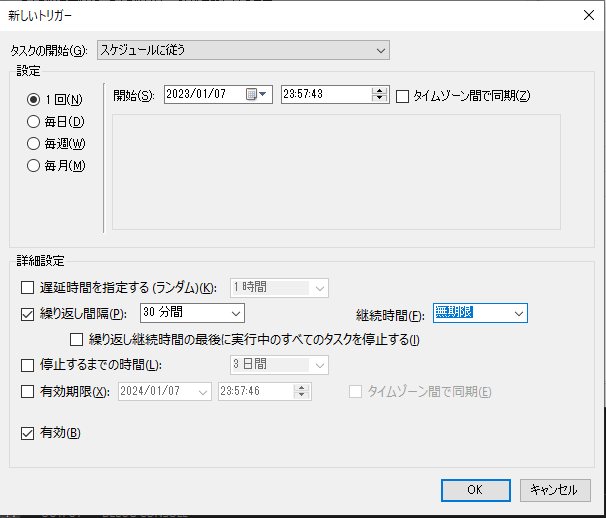 新しいトリガー
タスクの開始(G): スケジュールに従う
設定
1 回(N)
毎日(D)
毎週(W)
毎月(M)
開始(S): 2023/01/07 23:57:43 タイムゾーン間で同期(Z)
詳細設定
遅延時間を指定する (ランダム)(K): 1 時間
繰り返し間隔(P): 30 分間 継続時間(F): 無期限
繰り返し継続時間の最後に実行中のすべてのタスクを停止する(I)
停止するまでの時間(L): 3 日間
有効期限(X): 2024/01/07 23:57:46 タイムゾーン間で同期(E)
有効(B)
OK キャンセル